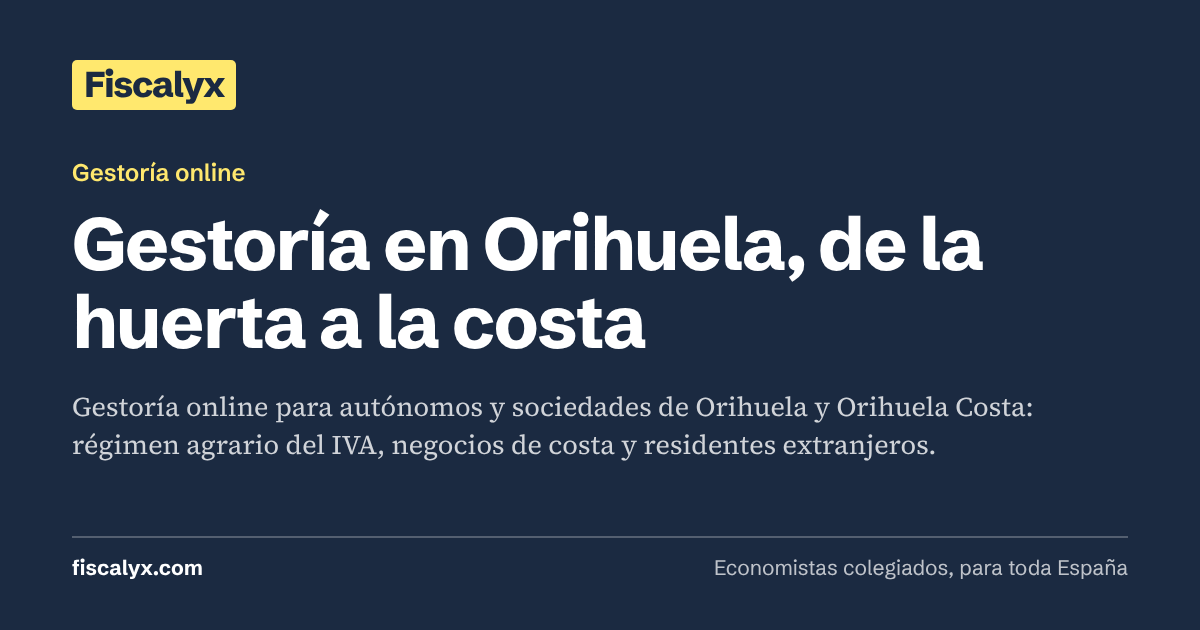 Fiscalyx
Gestoría online
Gestoría en Orihuela, de la
huerta a la costa
Gestoría online para autónomos y sociedades de Orihuela y Orihuela Costa:
régimen agrario del IVA, negocios de costa y residentes extranjeros.
fiscalyx.com
Economistas colegiados, para toda España